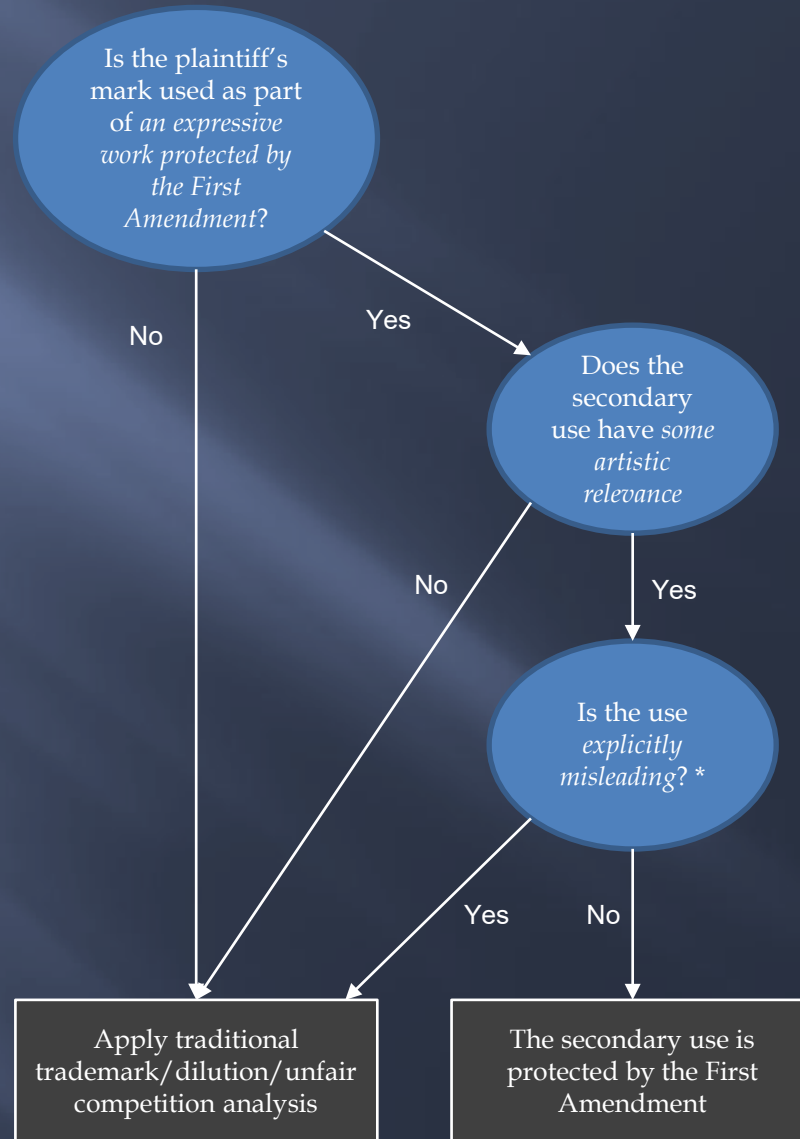 Is the plaintiff’s
mark used as part
of an expressive
work protected by
the First
Amendment?
No
Yes
Does the
secondary
use have some
artistic
relevance
No
Yes
Is the use
explicitly
misleading? *
Yes
No
Apply traditional
trademark/dilution/unfair
competition analysis
The secondary use is
protected by the First
Amendment